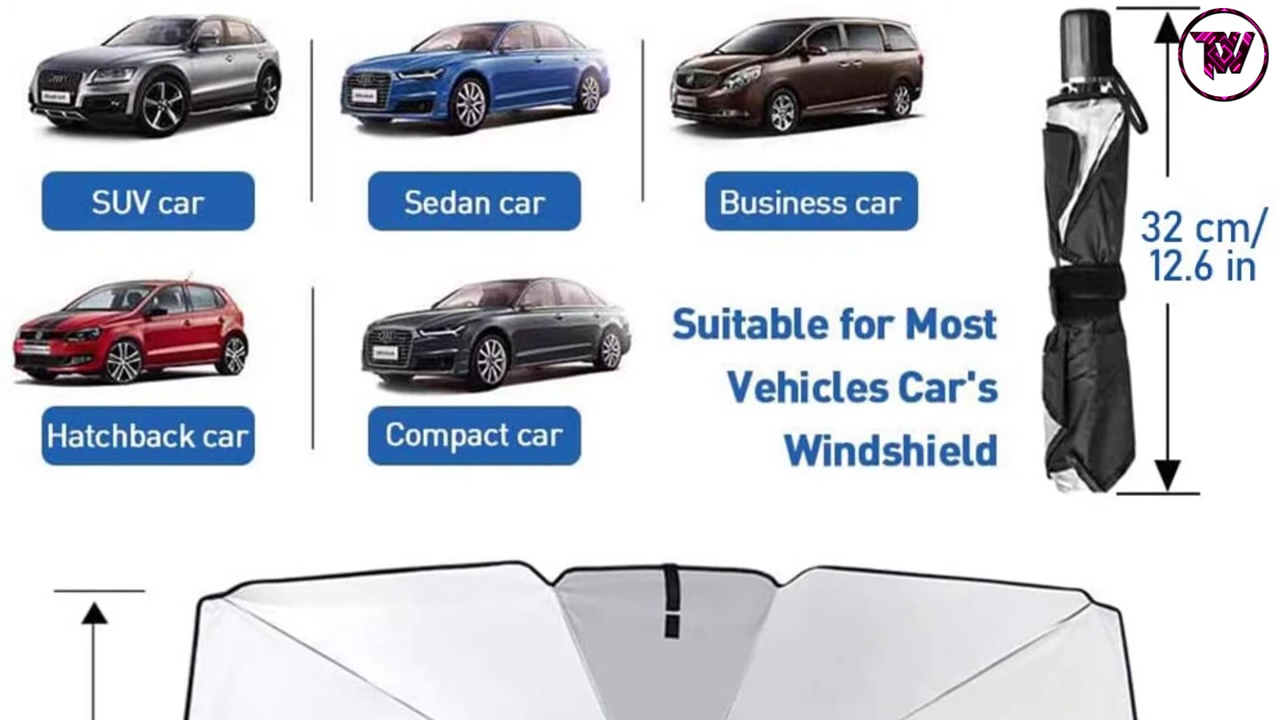 SUV car
Sedan car
Business car
Hatchback car
Compact car
Suitable for Most
Vehicles Car's
Windshield
32 cm/
12.6 in
TW